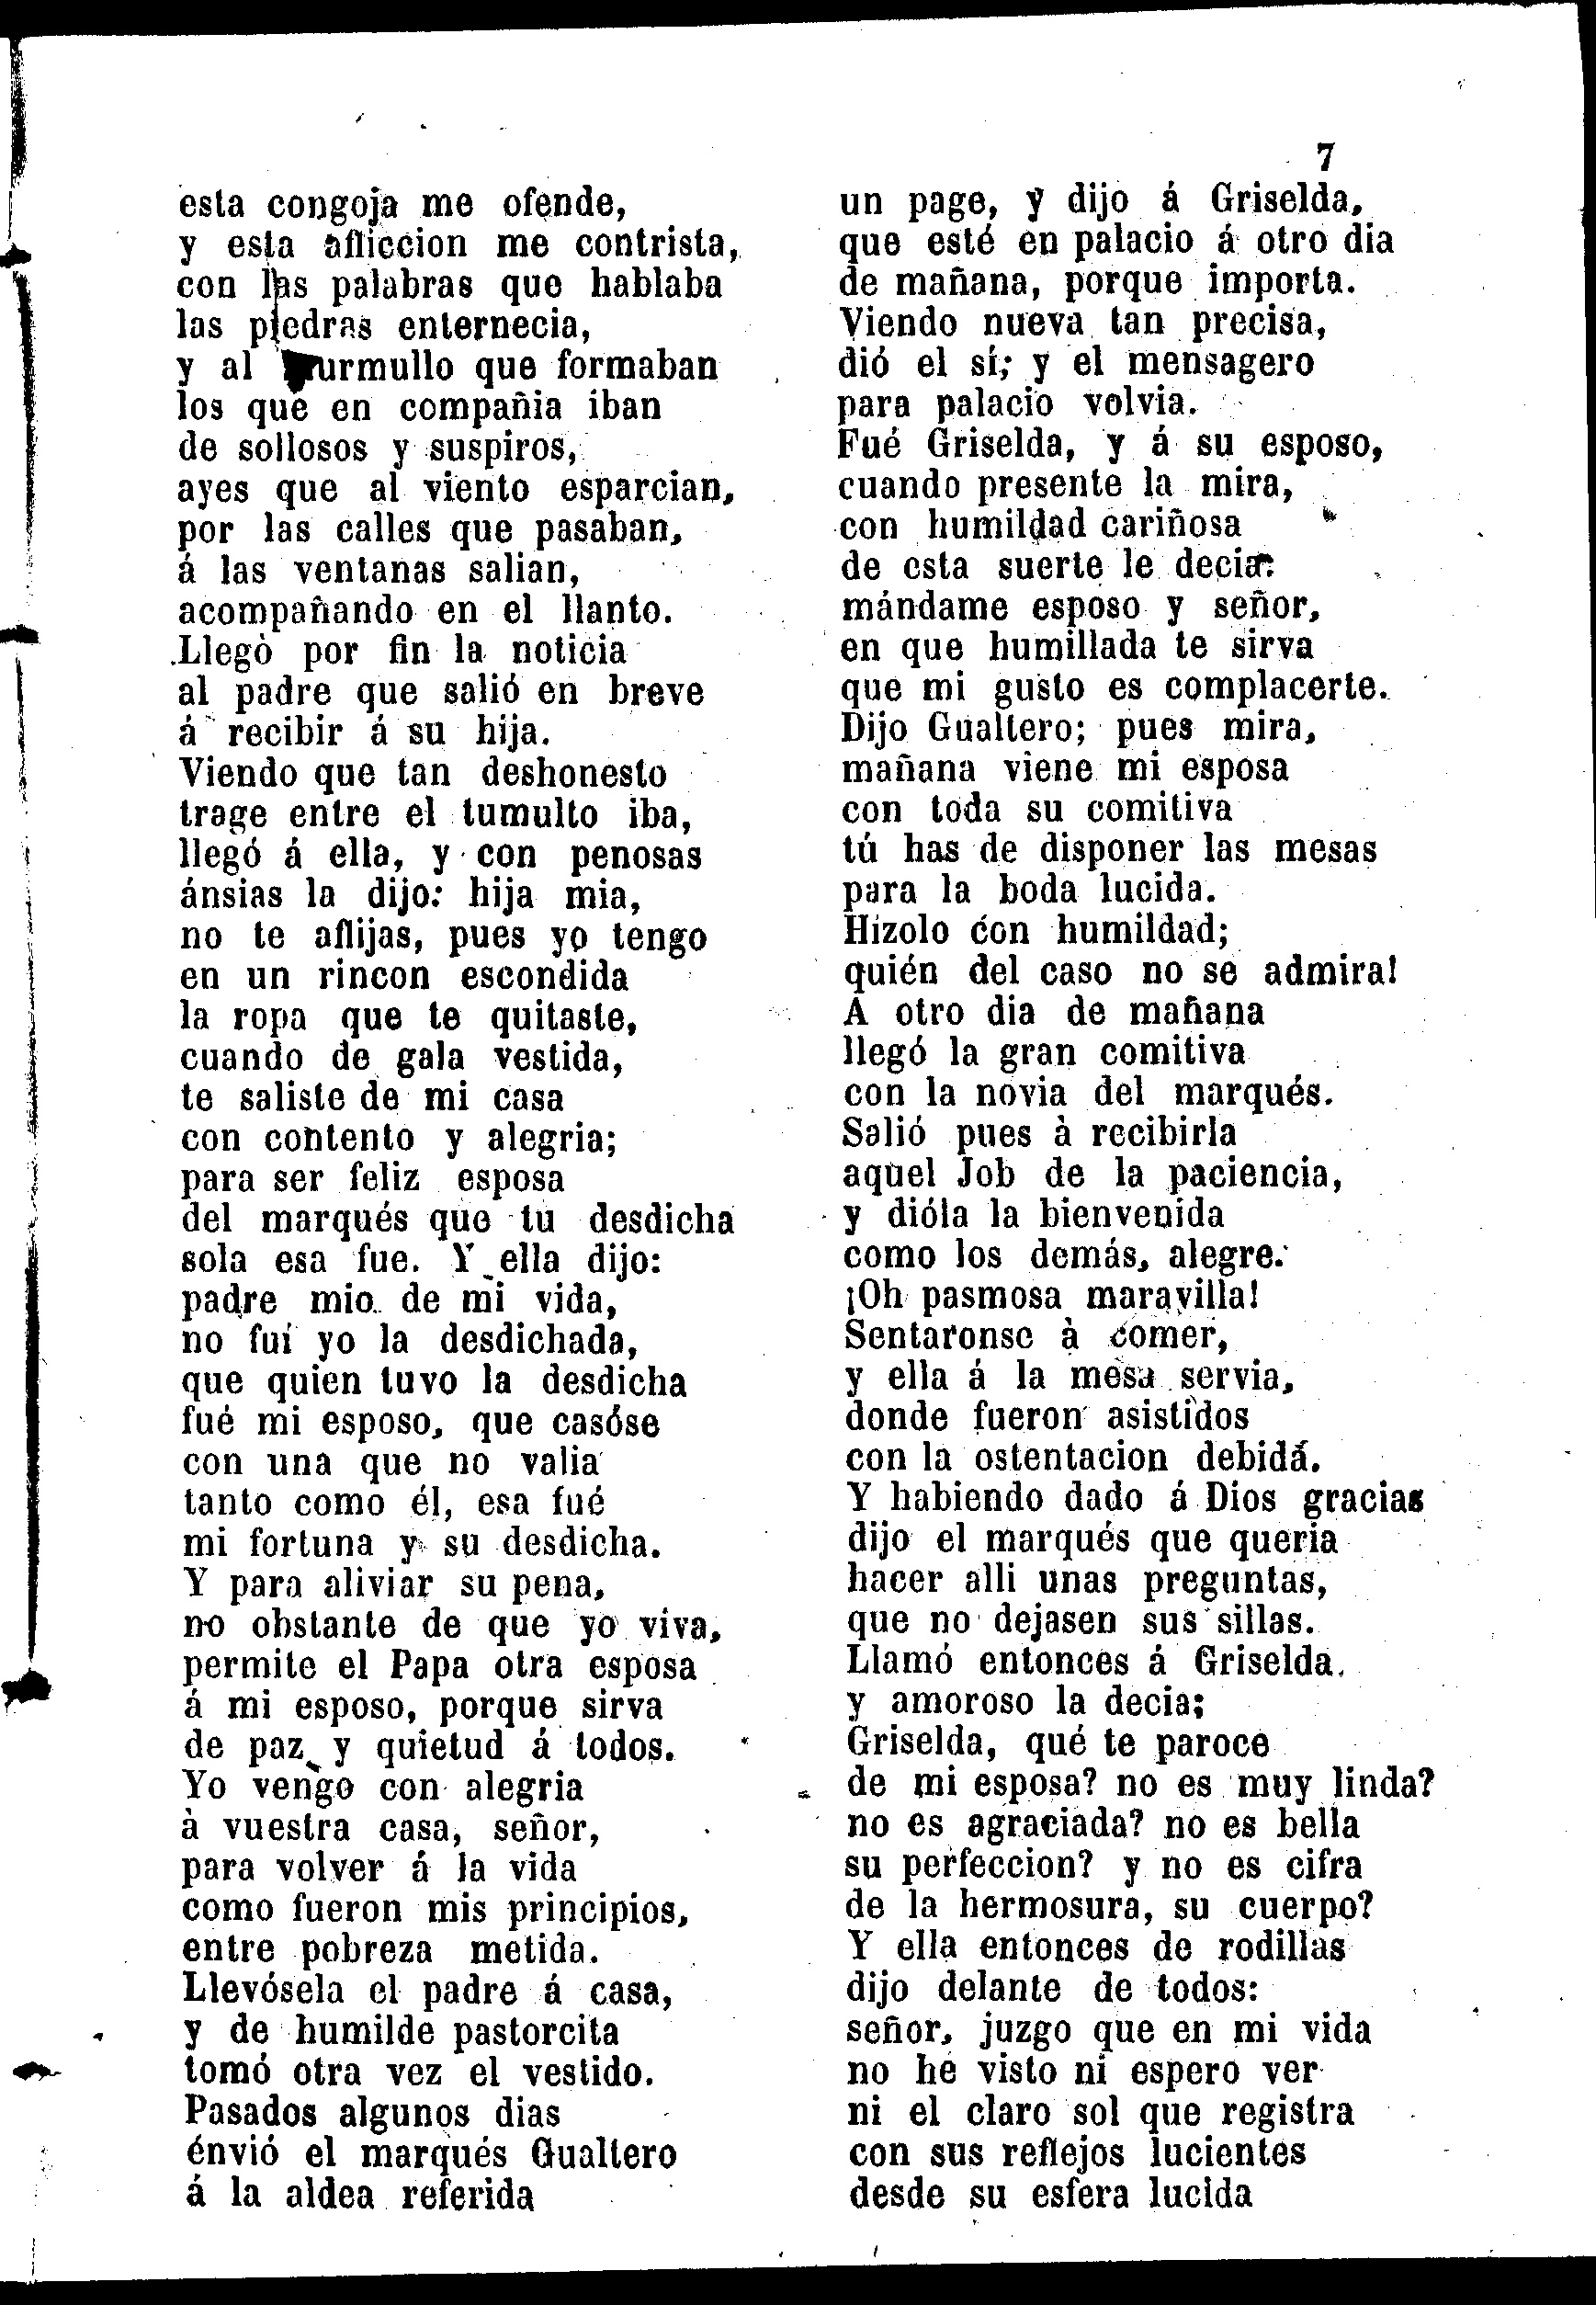 7
esta congoja me ofende,
y esta afliccion me contrista,
con las palabras que hablaba
las piedras enternecia,
y al murmullo que formaban
los que en compañia iban
de sollosos y suspiros,
ayes que al viento esparcian,
por las calles que pasaban,
á las ventanas salian,
acompañando en el llanto.
Llegò por fin la noticia
al padre que salió en breve
á recibir á su hija.
Viendo que tan deshonesto
trage entre el tumulto iba,
llegó á ella, y con penosas
ánsias la dijo: hija mia,
no te aflijas, pues yo tengo
en un rincon escondida
la ropa que te quitaste,
cuando de gala vestida,
te saliste de mi casa
con contento y alegria;
para ser feliz esposa
del marqués que tu desdicha
sola esa fue. Y ella dijo:
padre mio de mi vida,
no fuí yo la desdichada,
que quien tuvo la desdicha
fué mi esposo, que casóse
con una que no valia
tanto como él, esa fué
mi fortuna y su desdicha.
Y para aliviar su pena,
no obstante de que yo viva,
permite el Papa otra esposa
á mi esposo, porque sirva
de paz y quietud á todos.
Yo vengo con alegria
à vuestra casa, señor,
para volver á la vida
como fueron mis principios,
entre pobreza metida.
Llevósela el padre á casa,
y de humilde pastorcita
tomó otra vez el vestido.
Pasados algunos dias
énvió el marqués Gualtero
á la aldea referida
un page, y dijo á Griselda,
que esté en palacio á otro dia
de mañana, porque importa.
Viendo nueva tan precisa,
dió el sí; y el mensagero
para palacio volvia.
Fué Griselda, y á su esposo,
cuando presente la mira,
con humildad cariñosa
de esta suerte le decia:
mándame esposo y señor,
en que humillada te sirva
que mi gusto es complacerte.
Dijo Gualtero; pues mira,
mañana viene mi esposa
con toda su comitiva
tú has de disponer las mesas
para la boda lucida.
Hizolo con humildad;
quién del caso no se admira!
A otro dia de mañana
llegó la gran comitiva
con la novia del marqués.
Salió pues à recibirla
aquel Job de la paciencia,
y dióla la bienvenida
como los demás, alegre.
¡Oh pasmosa maravilla!
Sentaronse à comer,
y ella á la mesa servia,
donde fueron asistidos
con la ostentacion debidá.
Y habiendo dado á Dios gracias
dijo el marqués que queria
hacer alli unas preguntas,
que no dejasen sus sillas.
Llamó entonces á Griselda.
y amoroso la decia;
Griselda, qué te paroce
de mi esposa? no es muy linda?
no es agraciada? no es bella
su perfeccion? y no es cifra
de la hermosura, su cuerpo?
Y ella entonces de rodillas
dijo delante de todos:
señor, juzgo que en mi vida
no he visto ni espero ver
ni el claro sol que registra
con sus reflejos lucientes
desde su esfera lucida